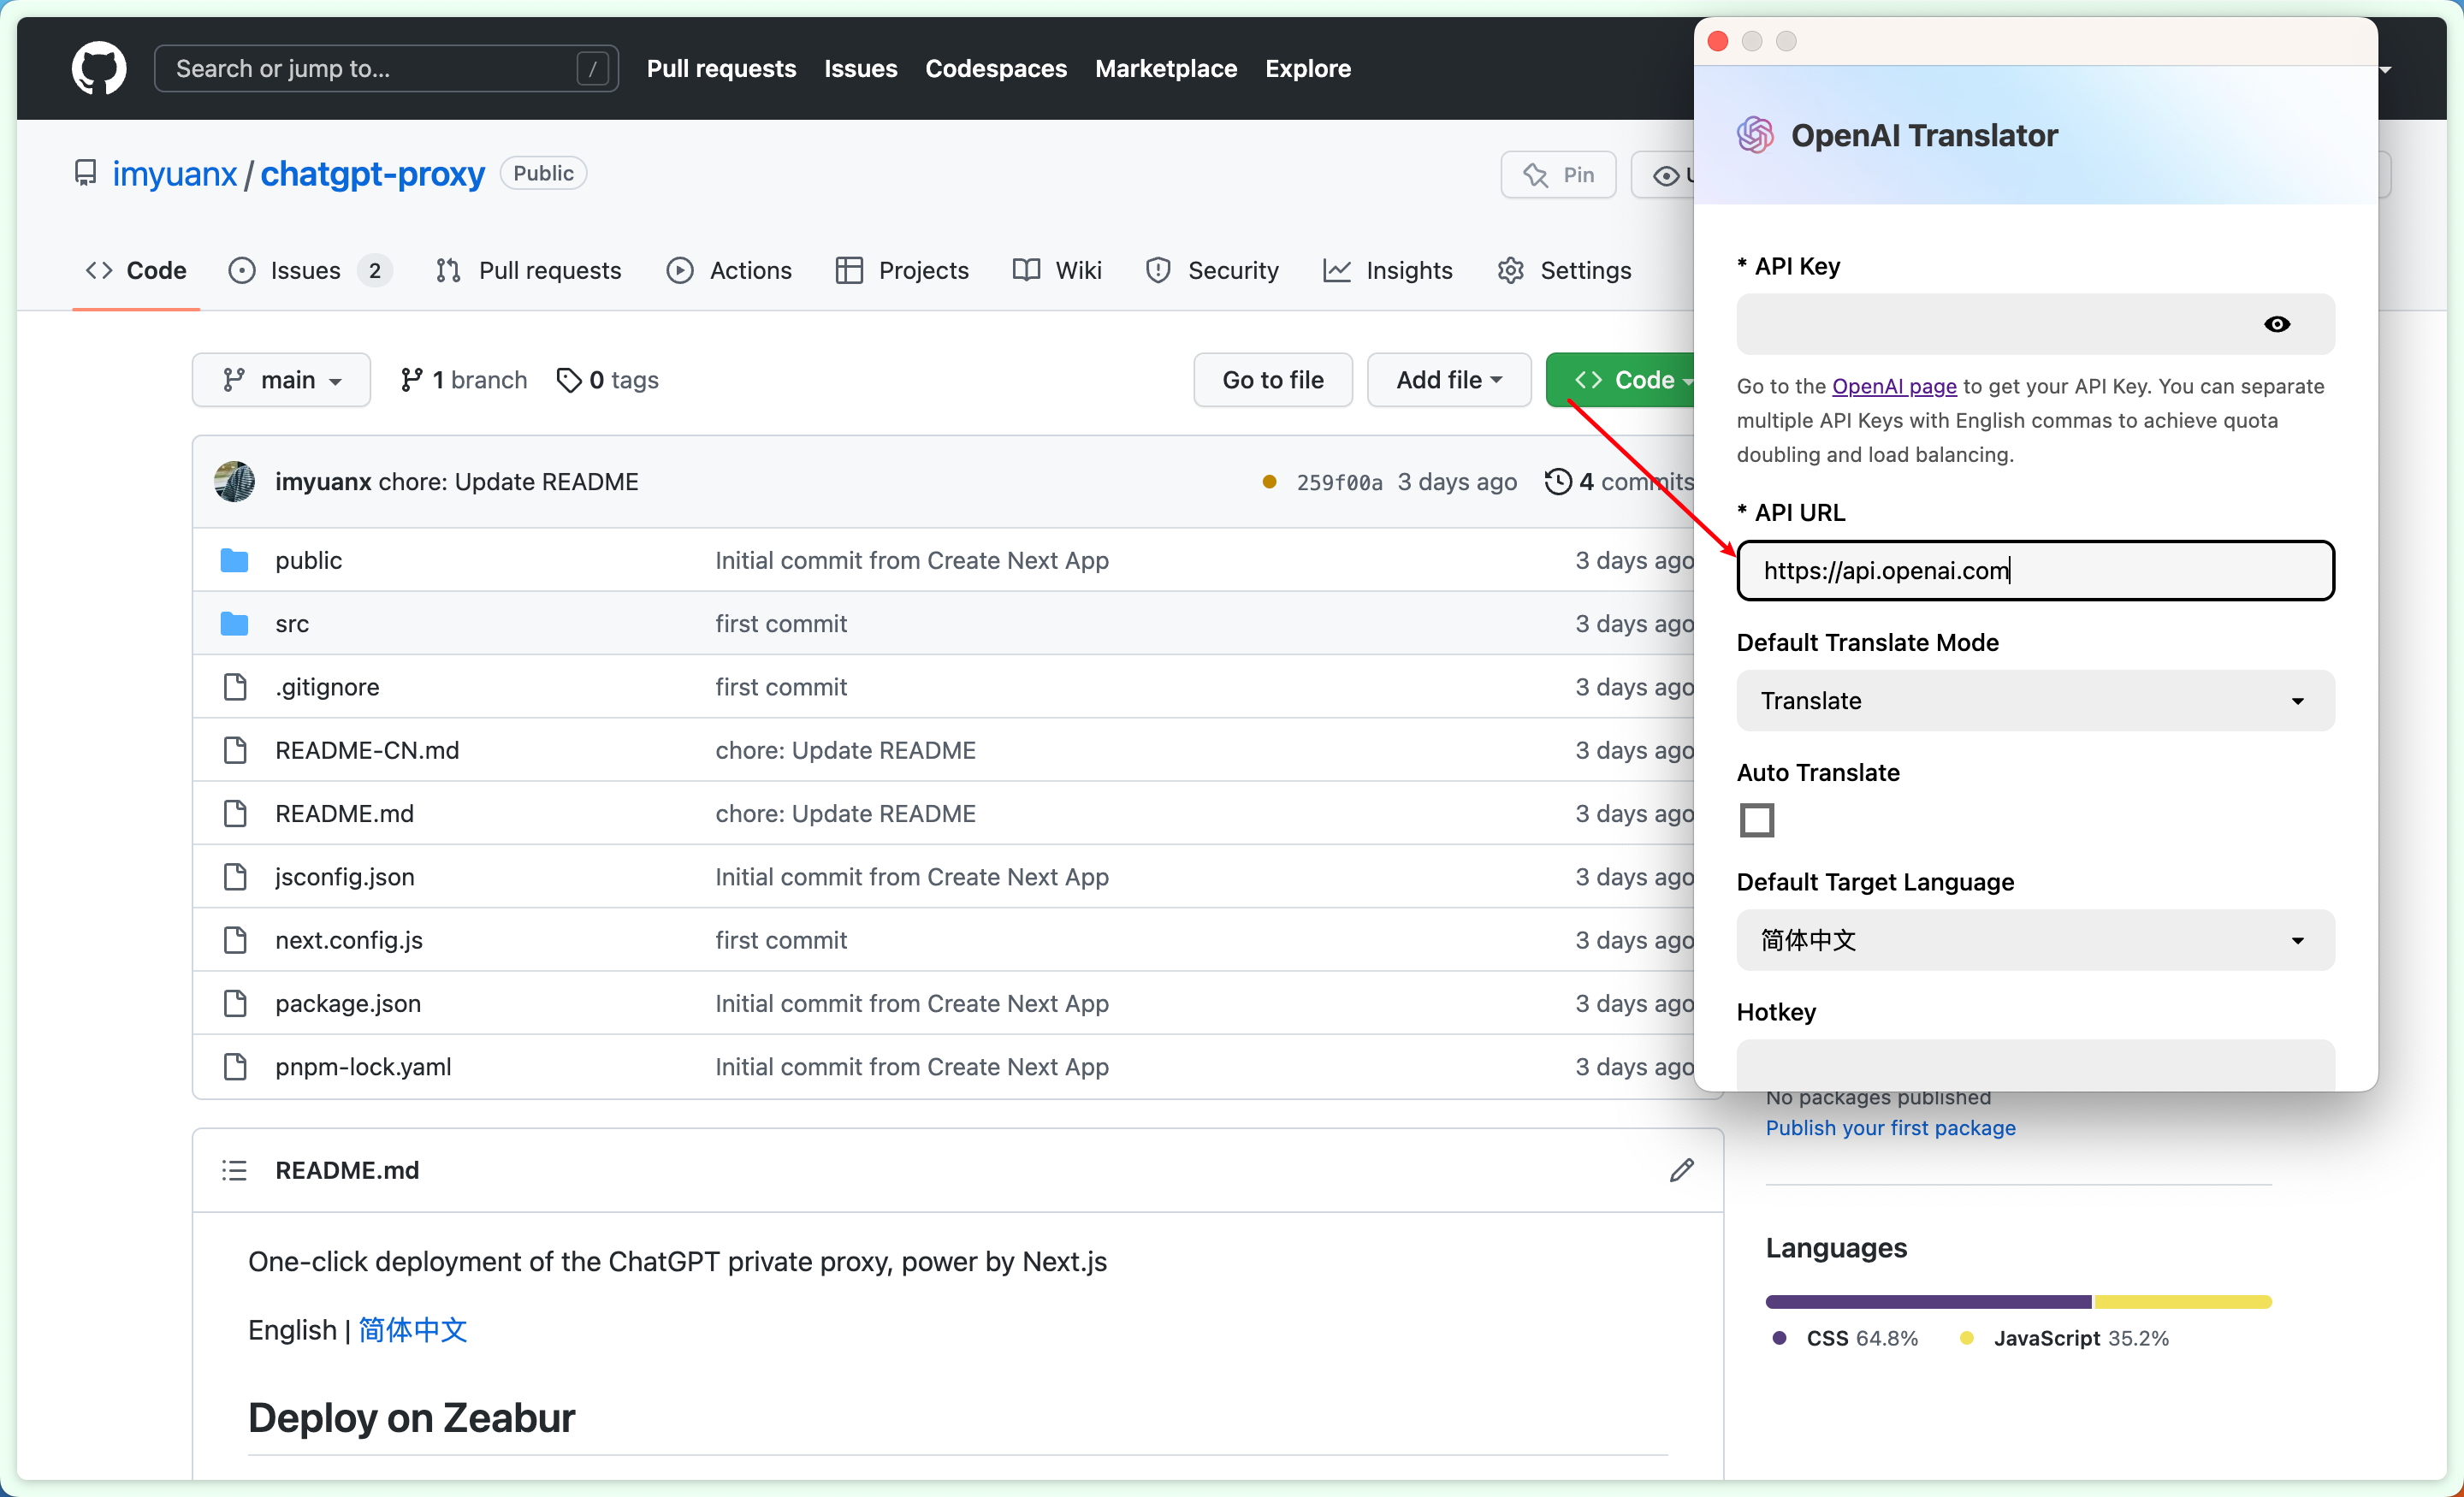 Search or jump to...
/
Pull requests
Issues
Codespaces
Marketplace
Explore
imyuanx / chatgpt-proxy
Public
Pin
Code
Issues 2
Pull requests
Actions
Projects
Wiki
Security
Insights
Settings
main
1 branch
0 tags
Go to file
Add file
Code
imyuanx chore: Update README
259f00a 3 days ago
4 commits
public
Initial commit from Create Next App
3 days ago
src
first commit
3 days ago
.gitignore
first commit
3 days ago
README-CN.md
chore: Update README
3 days ago
README.md
chore: Update README
3 days ago
jsconfig.json
Initial commit from Create Next App
3 days ago
next.config.js
first commit
3 days ago
package.json
Initial commit from Create Next App
3 days ago
pnpm-lock.yaml
Initial commit from Create Next App
3 days ago
README.md
One-click deployment of the ChatGPT private proxy, power by Next.js
English | 简体中文
Deploy on Zeabur
OpenAI Translator
* API Key
Go to the OpenAI page to get your API Key. You can separate
multiple API Keys with English commas to achieve quota
doubling and load balancing.
* API URL
https://api.openai.com
Default Translate Mode
Translate
Auto Translate
Default Target Language
简体中文
Hotkey
No packages published
Publish your first package
Languages
CSS 64.8%
JavaScript 35.2%